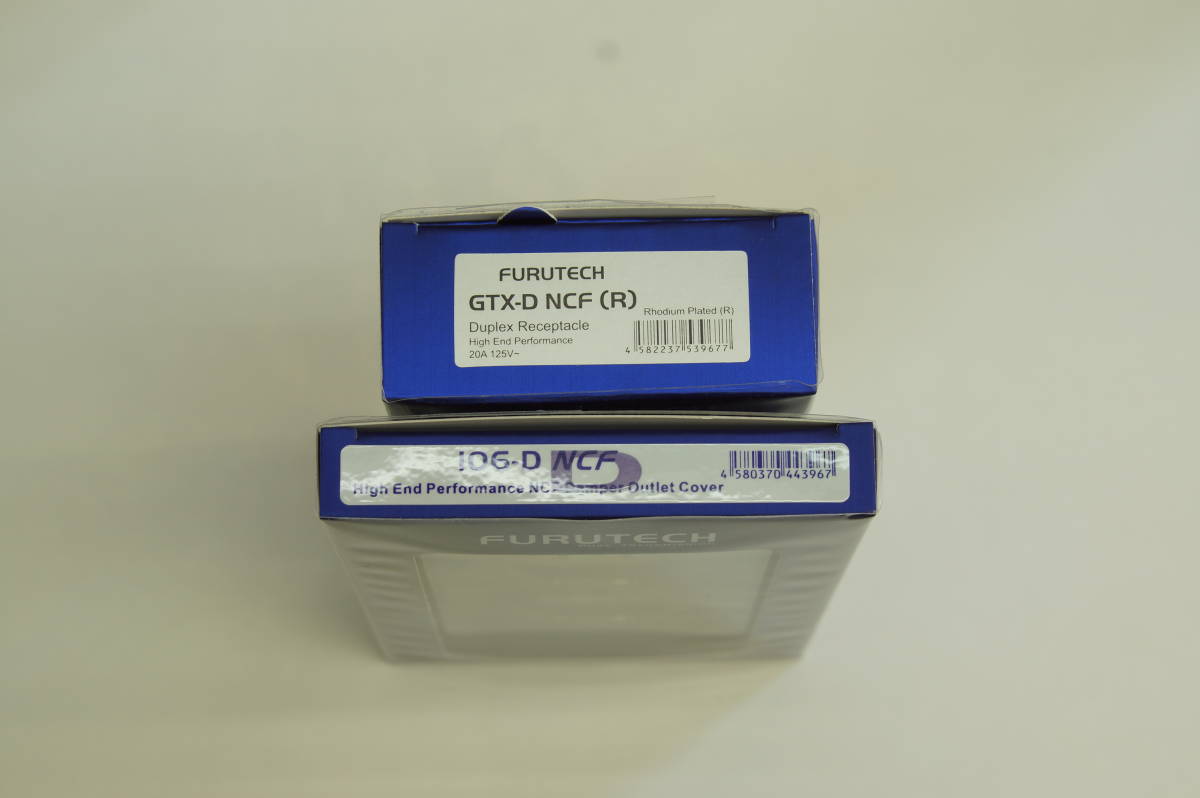 FURUTECH
GTX-D NCF (R)
Rhodium Plated (R)
Duplex Receptacle
High End Performance
20A 125V~
4 582237 539677
106-D NCF
4 580370 443967
High End Performance NCF Damper Outlet Cover
FURUTECH